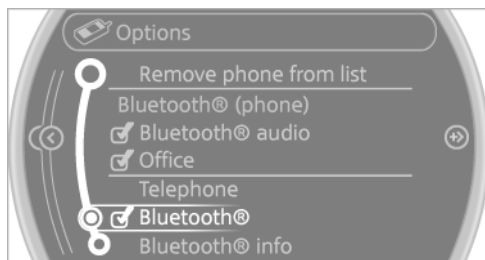 Options
Remove phone from list
Bluetooth® (phone)
Bluetooth® audio
Office
Telephone
Bluetooth®
Bluetooth® info